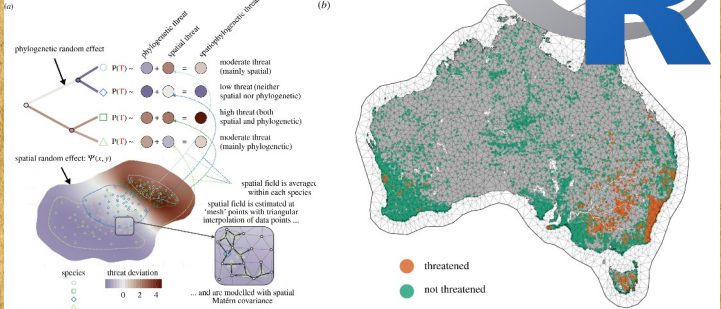 (a)
phylogenetic threat
spatial threat
spatiophylogenetic threat
phylogenetic random effect
P(T) ~ + = moderate threat
(mainly spatial)
P(T) ~ + = low threat (neither
spatial nor phylogenetic)
P(T) ~ + = high threat (both
spatial and phylogenetic)
P(T) ~ + = moderate threat
(mainly phylogenetic)
spatial random effect: Ψ(x, y)
spatial field is averaged
within each species
spatial field is estimated at
'mesh' points with triangular
interpolation of data points ...
species
threat deviation
0 2 4
... and are modelled with spatial
Matérn covariance
(b)
R
threatened
not threatened